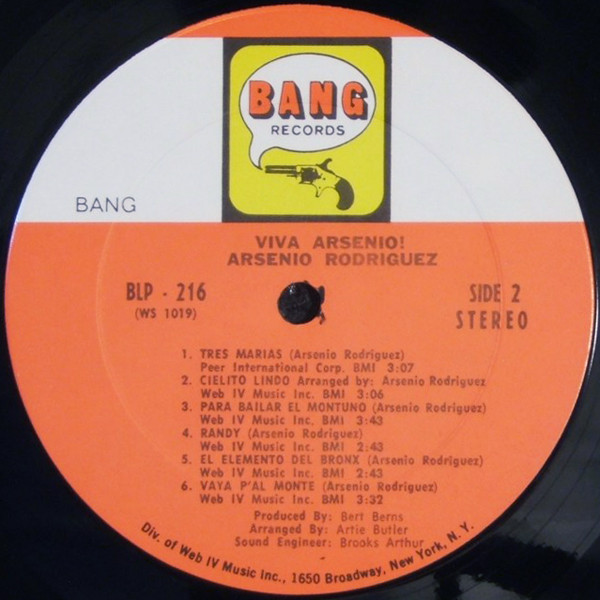 BANG
RECORDS
BANG
VIVA ARSENIO!
ARSENIO RODRIGUEZ
BLP - 216
(WS 1019)
SIDE 2
STEREO
1. TRES MARIAS (Arsenio Rodriguez)
Peer International Corp. BMI 3:07
2. CIELITO LINDO Arranged by: Arsenio Rodriguez
Web IV Music Inc. BMI 3:06
3. PARA BAILAR EL MONTUNO (Arsenio Rodriguez)
Web IV Music Inc. BMI 3:43
4. RANDY (Arsenio Rodriguez)
Web IV Music Inc. BMI 2:43
5. EL ELEMENTO DEL BRONX (Arsenio Rodriguez)
Web IV Music Inc. BMI 2:43
6. VAYA P'AL MONTE (Arsenio Rodriguez)
Web IV Music Inc. BMI 3:32
Produced By: Bert Berns
Arranged By: Artie Butler
Sound Engineer: Brooks Arthur
Div. of Web IV Music Inc., 1650 Broadway, New York, N. Y.